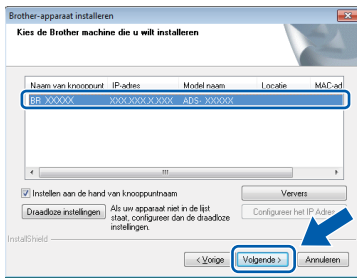 Brother-apparaat installeren
Kies de Brother machine die u wilt installeren
Naam van knooppunt IP-adres Model naam Locatie MAC-ad
BR XXXXX XXX.XXX.X.XXX ADS- XXXXX
Instellen aan de hand van knooppuntnaam
Ververs
Draadloze instellingen
Als uw apparaat niet in de lijst
staat, configureer dan de draadloze
instellingen.
Configureer het IP-Adres
InstallShield
< Vorige Volgende > Annuleren